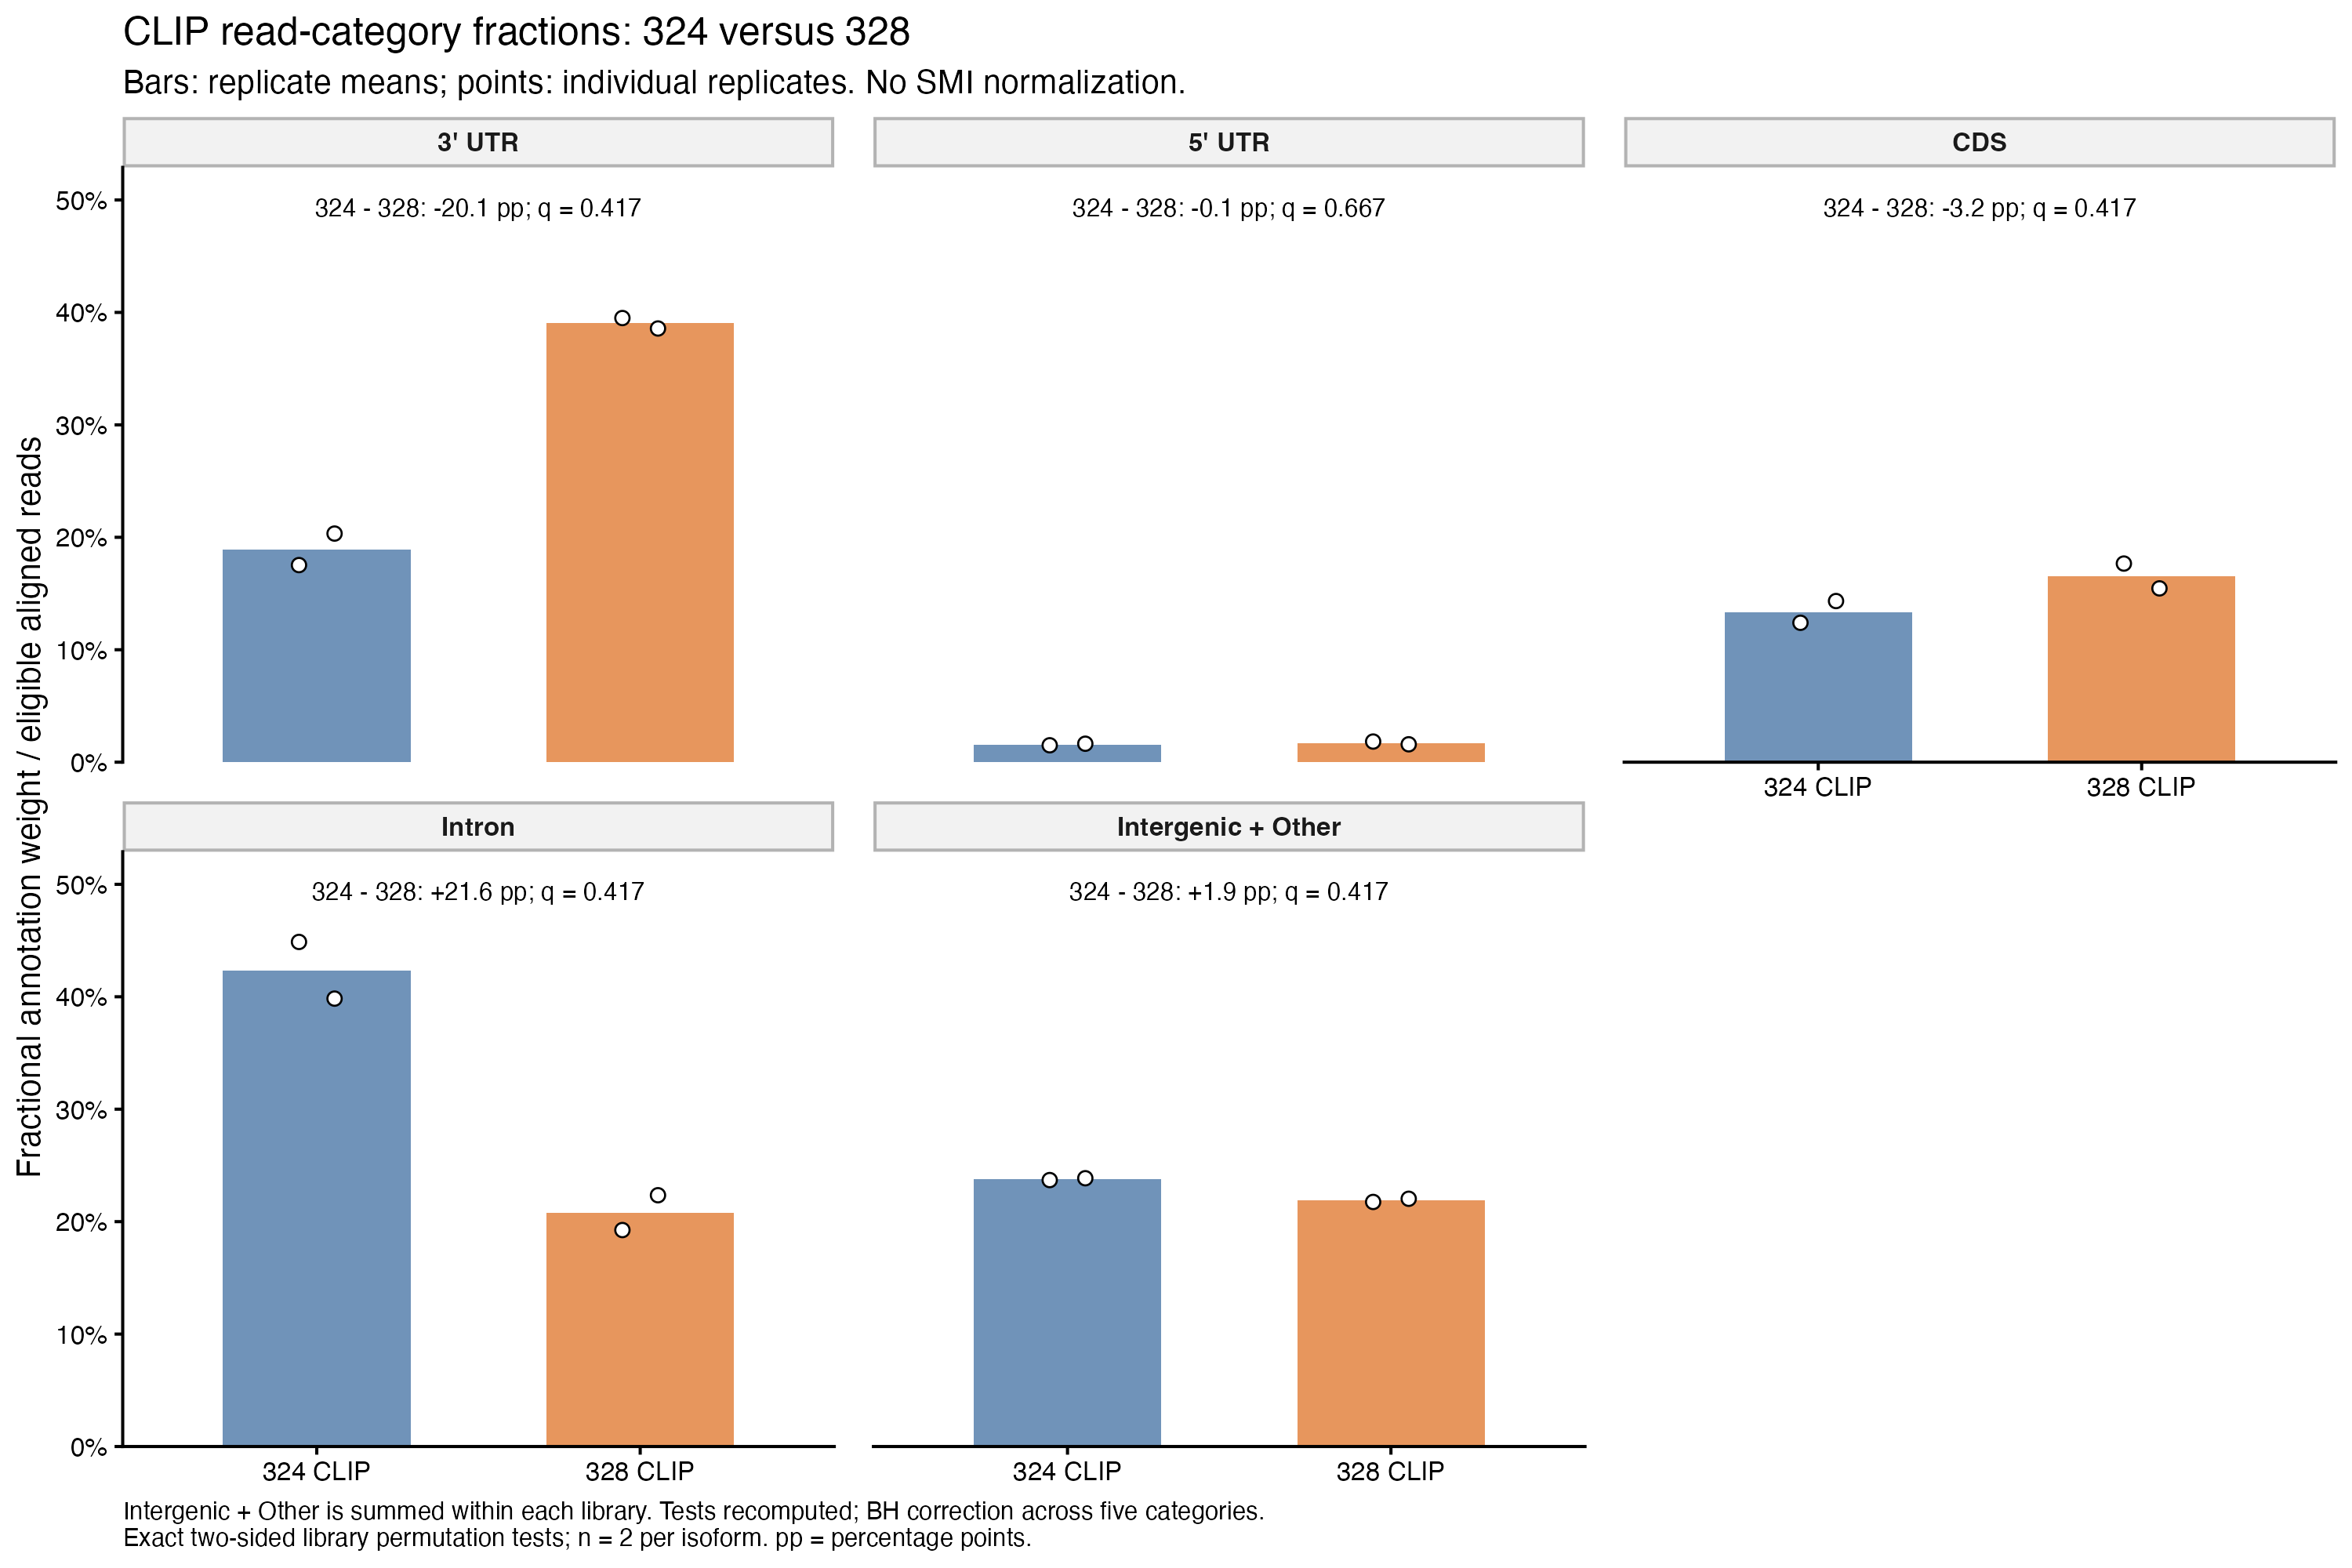 CLIP read-category fractions: 324 versus 328
Bars: replicate means; points: individual replicates. No SMI normalization.
Fractional annotation weight / eligible aligned reads
3' UTR
324 - 328: -20.1 pp; q = 0.417
50%
40%
30%
20%
10%
0%
5' UTR
324 - 328: -0.1 pp; q = 0.667
CDS
324 - 328: -3.2 pp; q = 0.417
324 CLIP
328 CLIP
Intron
324 - 328: +21.6 pp; q = 0.417
50%
40%
30%
20%
10%
0%
324 CLIP
328 CLIP
Intergenic + Other
324 - 328: +1.9 pp; q = 0.417
324 CLIP
328 CLIP
Intergenic + Other is summed within each library. Tests recomputed; BH correction across five categories.
Exact two-sided library permutation tests; n = 2 per isoform. pp = percentage points.